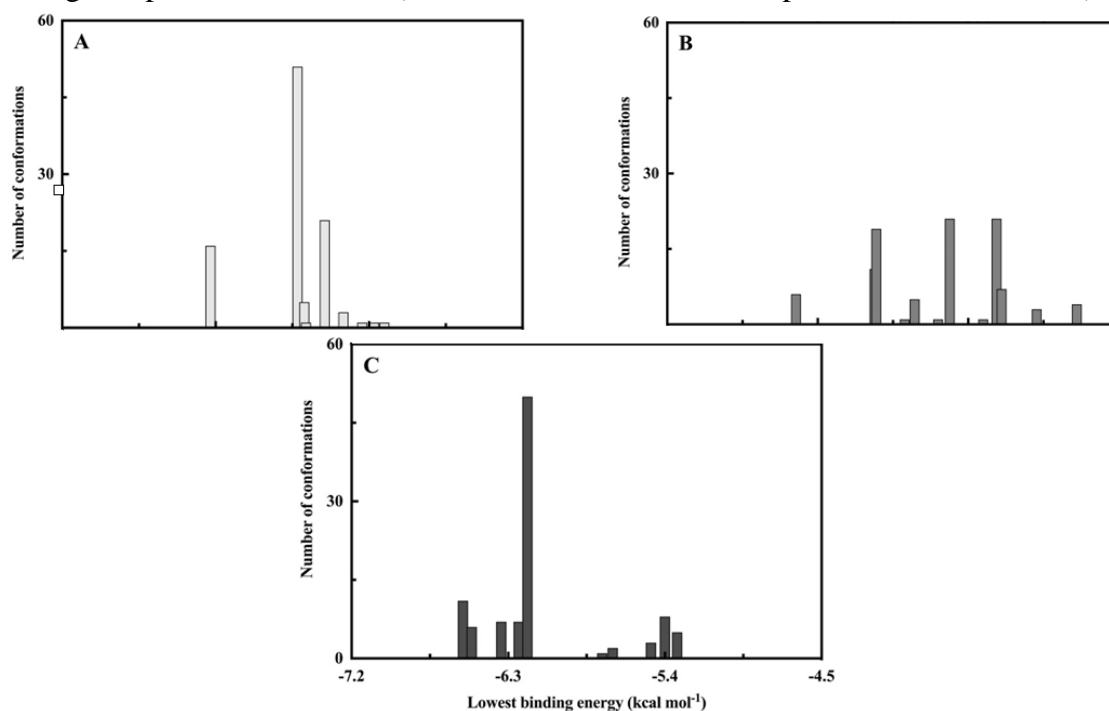 60
A
Number of conformations
30
60
B
Number of conformations
30
60
C
Number of conformations
30
0
-7.2
-6.3
-5.4
-4.5
Lowest binding energy (kcal mol-1)